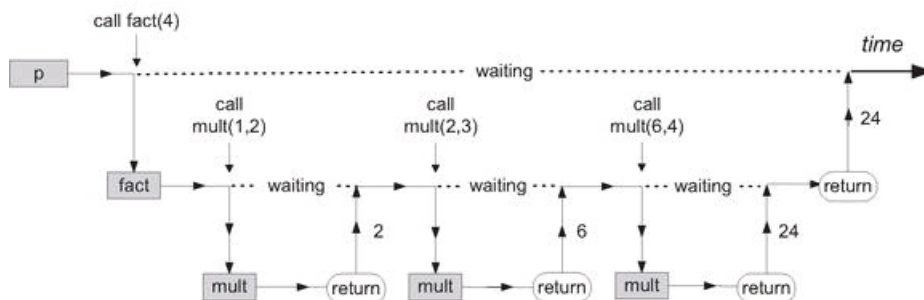 call fact(4)
time
p
waiting
call
mult(1,2)
call
mult(2,3)
call
mult(6,4)
24
fact
waiting
waiting
waiting
return
2
6
24
mult
return
mult
return
mult
return